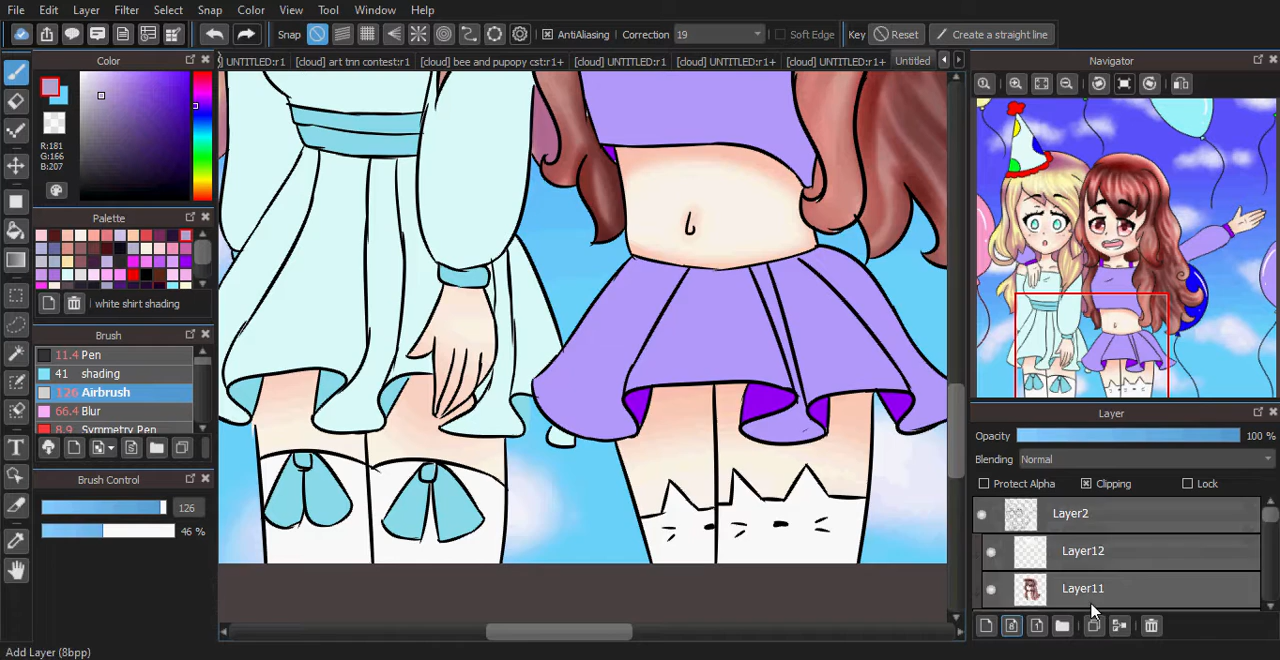 File Edit Layer Filter Select Snap Color View Tool Window Help
Snap AntiAliasing Correction 19 Soft Edge Key Reset Create a straight line
Color
UNTITLED:r1 [cloud] art tnn contest:r1 [cloud] bee and pupopy cst:r1+ [cloud] UNTITLED:r1 [cloud] UNTITLED:r1+ [cloud] UNTITLED:r1+ Untitled
Navigator
R:181
G:166
B:207
Palette
white shirt shading
Brush
11.4 Pen
41 shading
126 Airbrush
66.4 Blur
8.9 Symmetry Pen
Brush Control
126
46 %
Layer
Opacity 100 %
Blending Normal
Protect Alpha Clipping Lock
Layer2
Layer12
Layer11
Add Layer (8bpp)